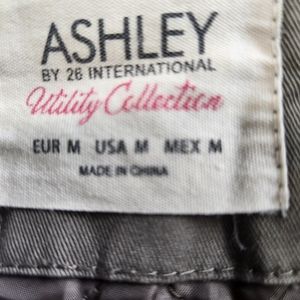 ASHLEY
BY 26 INTERNATIONAL
Utility Collection
EUR M USA M MEX M
MADE IN CHINA